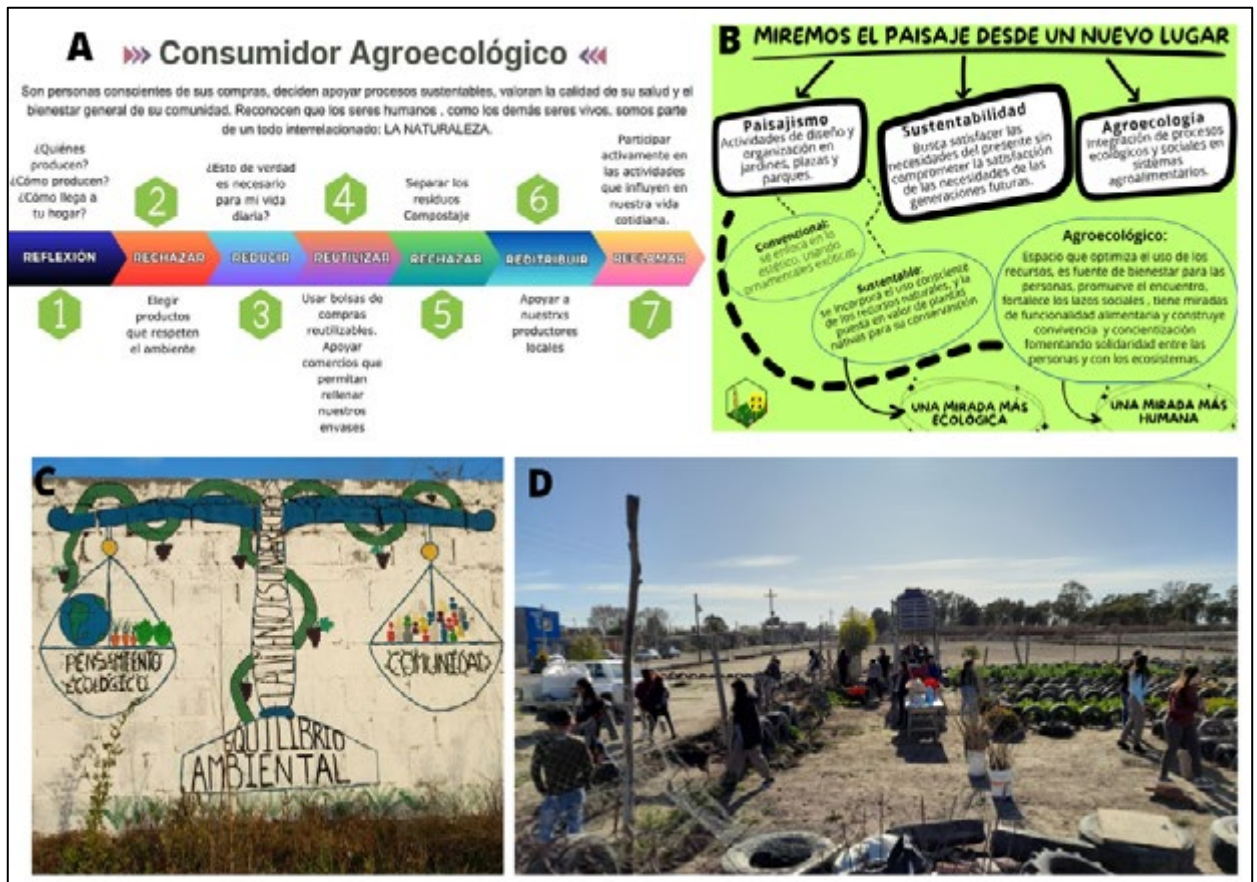 A
Consumidor Agroecológico
Son personas conscientes de sus compras, deciden apoyar procesos sustentables, valoran la calidad de su salud y el
bienestar general de su comunidad. Reconocen que los seres humanos , como los demás seres vivos, somos parte
de un todo interrelacionado: LA NATURALEZA.
¿Quiénes
producen?
¿Cómo producen?
¿Cómo llega a
tu hogar?
2
¿Esto de verdad
es necesario
para mi vida
diaria?
4
Separar los
residuos
Compostaje
6
Participar
activamente en
las actividades
que influyen en
nuestra vida
cotidiana.
REFLEXIÓN
RECHAZAR
REDUCIR
REUTILIZAR
RECHAZAR
REDITRIBUIR
RECLAMAR
1
Elegir
productos
que respeten
el ambiente
3
Usar bolsas de
compras
reutilizables.
Apoyar
comercios que
permitan
rellenar
nuestros
envases
5
Apoyar a
nuestrxs
productores
locales
7
B
MIREMOS EL PAISAJE DESDE UN NUEVO LUGAR
Paisajismo
Actividades de diseño y
organización en
jardines, plazas y
parques.
Sustentabilidad
Busca satisfacer las
necesidades del presente sin
comprometer la satisfacción
de las necesidades de las
generaciones futuras.
Agroecología
Integración de procesos
ecológicos y sociales en
sistemas
agroalimentarios.
Convencional:
se enfoca en lo
estético, usando
ornamentales exóticas
Sustentable:
se incorpora el uso consciente
de los recursos naturales, y la
puesta en valor de plantas
nativas para su conservación
Agroecológico:
Espacio que optimiza el uso de los
recursos, es fuente de bienestar para las
personas, promueve el encuentro,
fortalece los lazos sociales , tiene miradas
de funcionalidad alimentaria y construye
convivencia y concientización
fomentando solidaridad entre las
personas y con los ecosistemas.
UNA MIRADA MÁS
ECOLÓGICA
UNA MIRADA MÁS
HUMANA
C
PENSAMIENTO
ECOLÓGICO
COMUNIDAD
EQUILIBRIO
AMBIENTAL
D